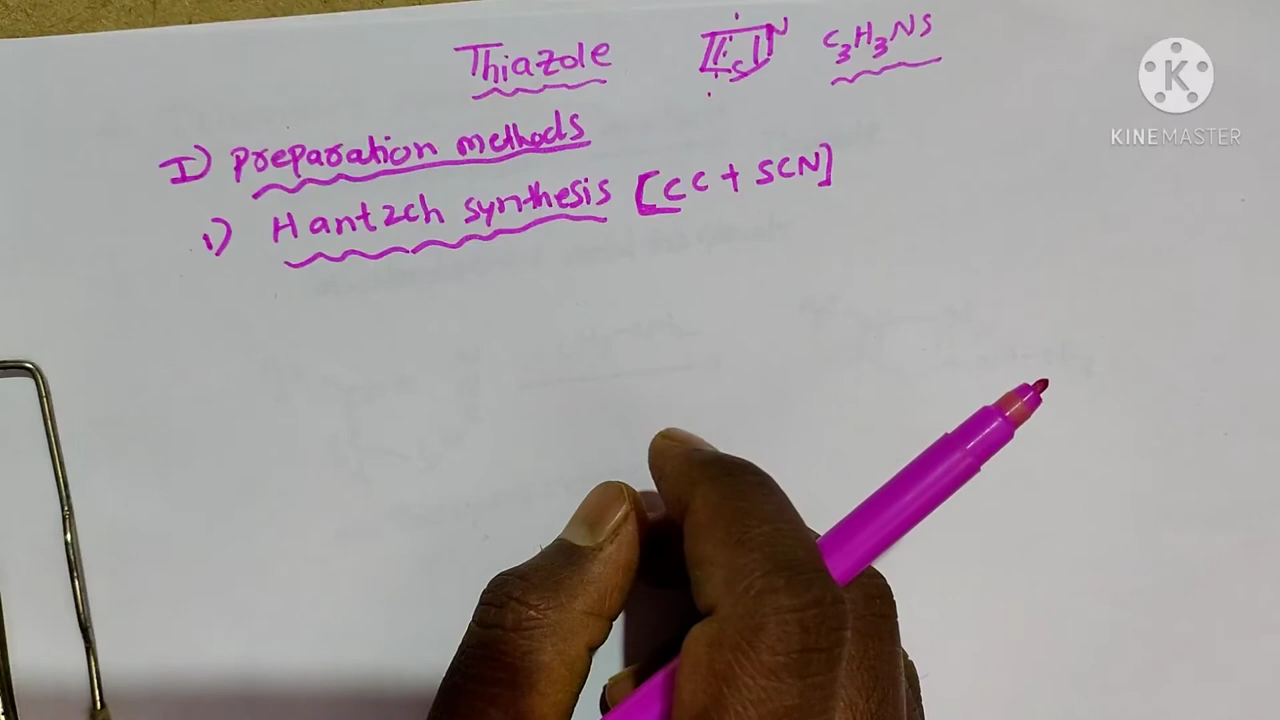 Thiazole N S C3H3NS
I) Preparation methods
1) Hantzch synthesis [CC + SCN]
K
KINEMASTER